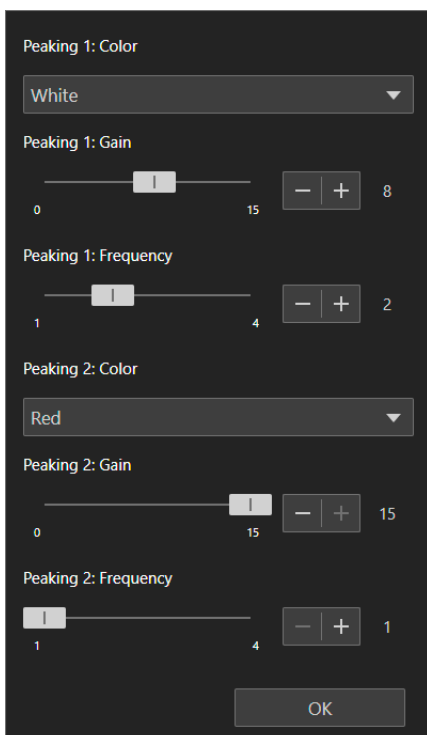 Peaking 1: Color
White
Peaking 1: Gain
− + 8
0 15
Peaking 1: Frequency
− + 2
1 4
Peaking 2: Color
Red
Peaking 2: Gain
− + 15
0 15
Peaking 2: Frequency
− + 1
1 4
OK